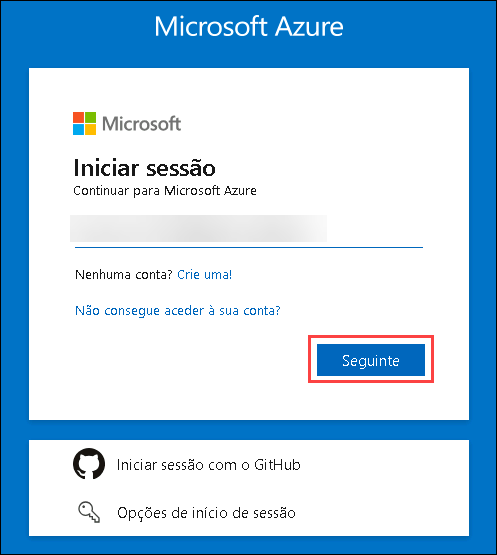 Microsoft Azure
Microsoft
Iniciar sessão
Continuar para Microsoft Azure
Nenhuma conta? Crie uma!
Não consegue aceder à sua conta?
Seguinte
Iniciar sessão com o GitHub
Opções de início de sessão